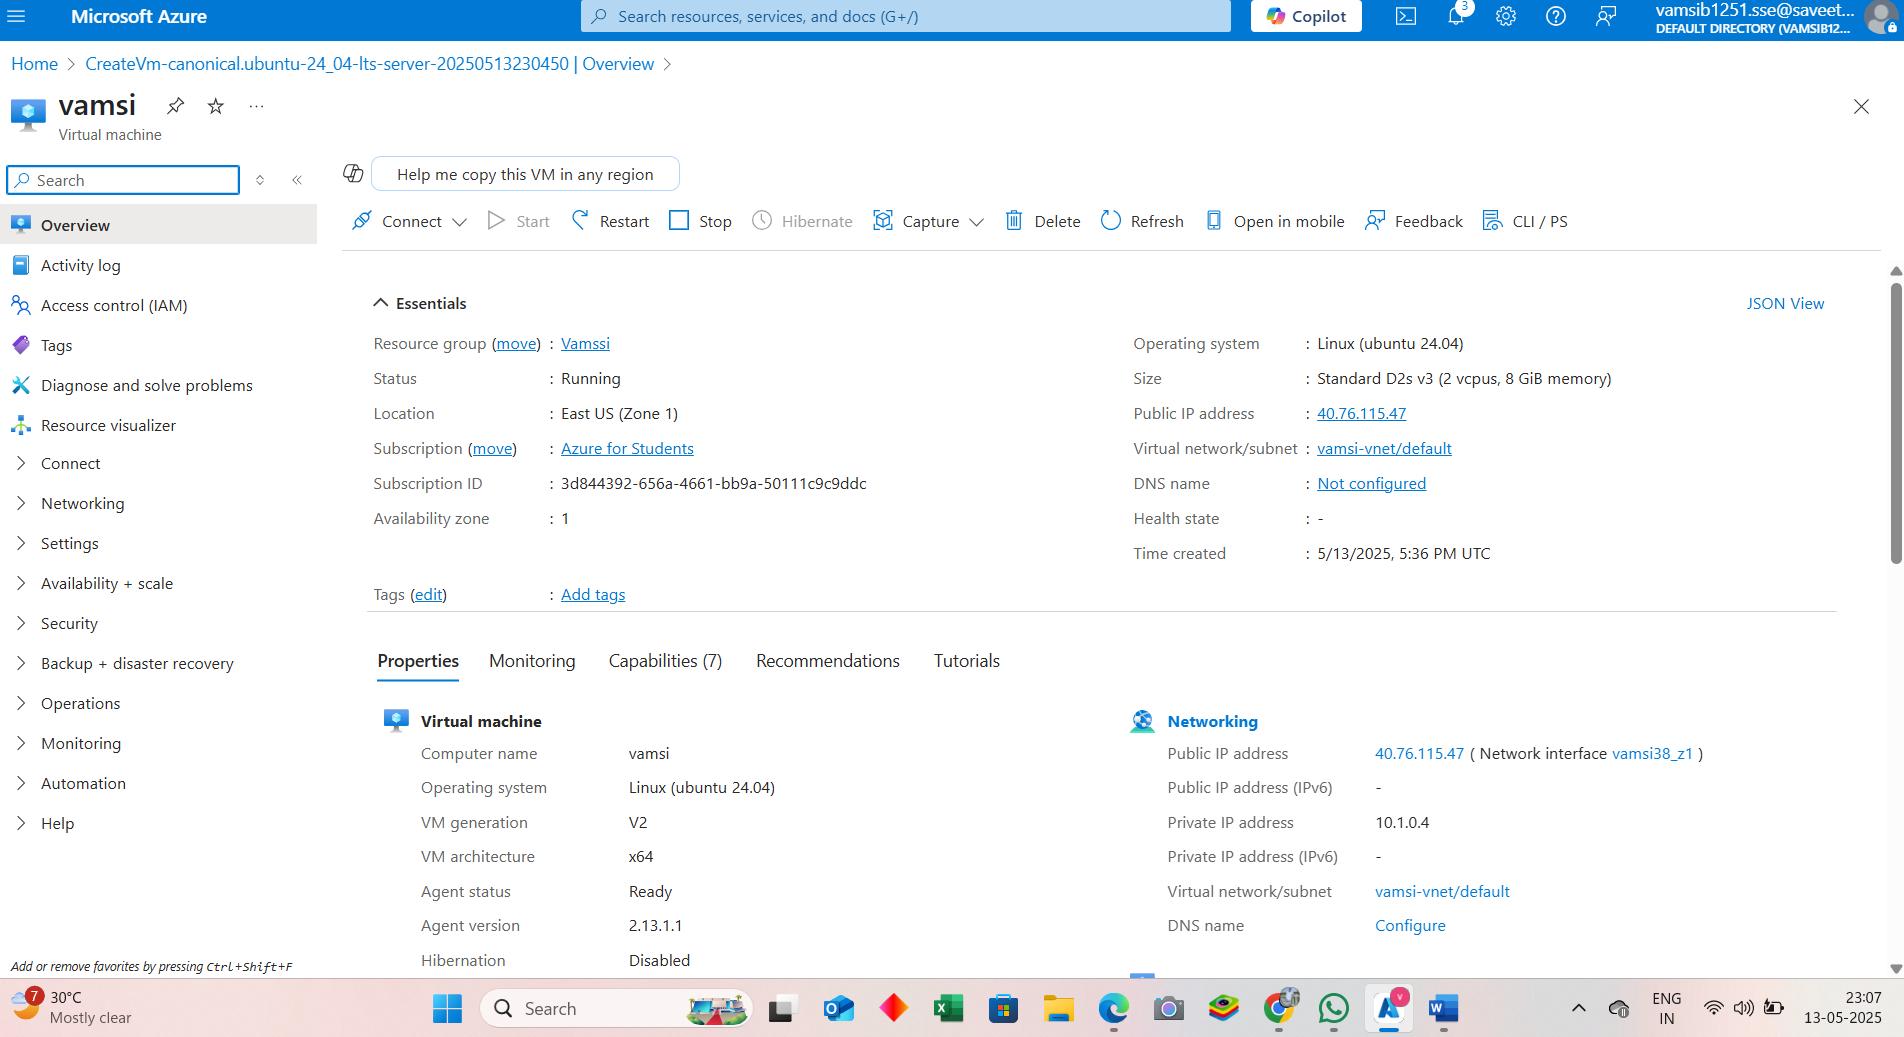 Microsoft Azure
Search resources, services, and docs (G+/)
Copilot
3
vamsib1251.sse@saveet...
DEFAULT DIRECTORY (VAMSIB12...
Home > CreateVm-canonical.ubuntu-24_04-lts-server-20250513230450 | Overview >
vamsi
Virtual machine
Search
Help me copy this VM in any region
Connect Start Restart Stop Hibernate Capture Delete Refresh Open in mobile Feedback CLI / PS
Overview
Activity log
Access control (IAM)
Tags
Diagnose and solve problems
Resource visualizer
Connect
Networking
Settings
Availability + scale
Security
Backup + disaster recovery
Operations
Monitoring
Automation
Help
Add or remove favorites by pressing Ctrl+Shift+F
Essentials
JSON View
Resource group (move) : Vamssi
Status : Running
Location : East US (Zone 1)
Subscription (move) : Azure for Students
Subscription ID : 3d844392-656a-4661-bb9a-50111c9c9ddc
Availability zone : 1
Operating system : Linux (ubuntu 24.04)
Size : Standard D2s v3 (2 vcpus, 8 GiB memory)
Public IP address : 40.76.115.47
Virtual network/subnet : vamsi-vnet/default
DNS name : Not configured
Health state : -
Time created : 5/13/2025, 5:36 PM UTC
Tags (edit) : Add tags
Properties Monitoring Capabilities (7) Recommendations Tutorials
Virtual machine
Computer name vamsi
Operating system Linux (ubuntu 24.04)
VM generation V2
VM architecture x64
Agent status Ready
Agent version 2.13.1.1
Hibernation Disabled
Networking
Public IP address 40.76.115.47 ( Network interface vamsi38_z1 )
Public IP address (IPv6) -
Private IP address 10.1.0.4
Private IP address (IPv6) -
Virtual network/subnet vamsi-vnet/default
DNS name Configure
7
30°C
Mostly clear
Search
ENG
IN
23:07
13-05-2025